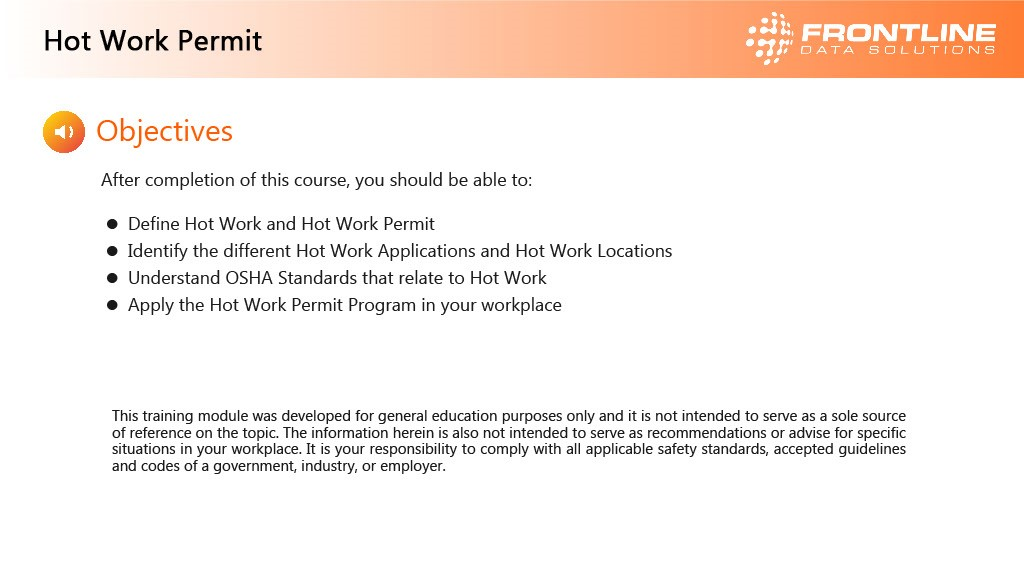 Hot Work Permit
FRONTLINE
DATA SOLUTIONS
Objectives
After completion of this course, you should be able to:
● Define Hot Work and Hot Work Permit
● Identify the different Hot Work Applications and Hot Work Locations
● Understand OSHA Standards that relate to Hot Work
● Apply the Hot Work Permit Program in your workplace
This training module was developed for general education purposes only and it is not intended to serve as a sole source
of reference on the topic. The information herein is also not intended to serve as recommendations or advise for specific
situations in your workplace. It is your responsibility to comply with all applicable safety standards, accepted guidelines
and codes of a government, industry, or employer.